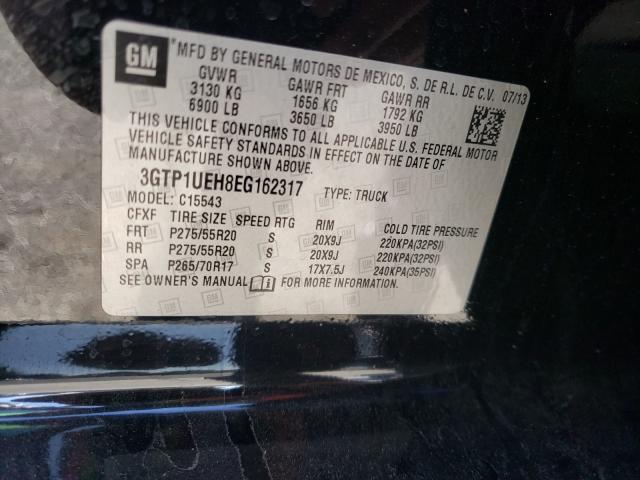 GM
*MFD BY GENERAL MOTORS DE MEXICO, S. DE R.L. DE C.V. 07/13
GVWR GAWR FRT GAWR RR
3130 KG 1656 KG 1792 KG
6900 LB 3650 LB 3950 LB
THIS VEHICLE CONFORMS TO ALL APPLICABLE U.S. FEDERAL MOTOR
VEHICLE SAFETY STANDARDS IN EFFECT ON THE DATE OF
MANUFACTURE SHOWN ABOVE.
3GTP1UEH8EG162317 TYPE: TRUCK
MODEL: C15543
CFXF TIRE SIZE SPEED RTG RIM COLD TIRE PRESSURE
FRT P275/55R20 S 20X9J 220KPA(32PSI)
RR P275/55R20 S 20X9J 220KPA(32PSI)
SPA P265/70R17 S 17X7.5J 240KPA(35PSI)
SEE OWNER'S MANUAL FOR MORE INFORMATION.